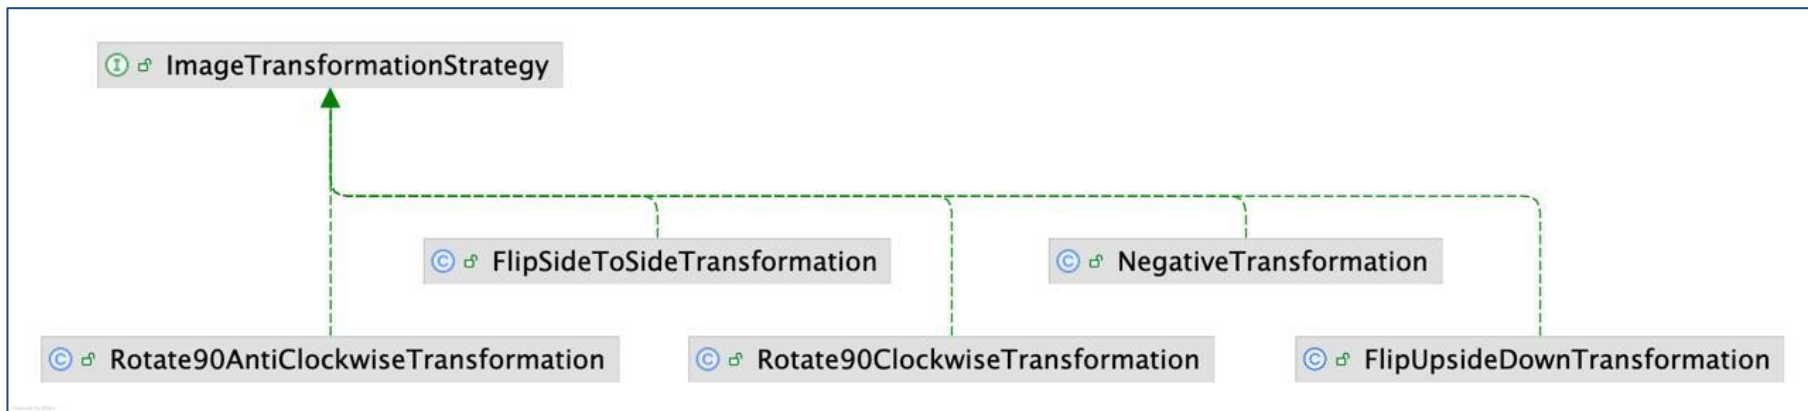 ImageTransformationStrategy
FlipSideToSideTransformation
NegativeTransformation
Rotate90AntiClockwiseTransformation
Rotate90ClockwiseTransformation
FlipUpsideDownTransformation